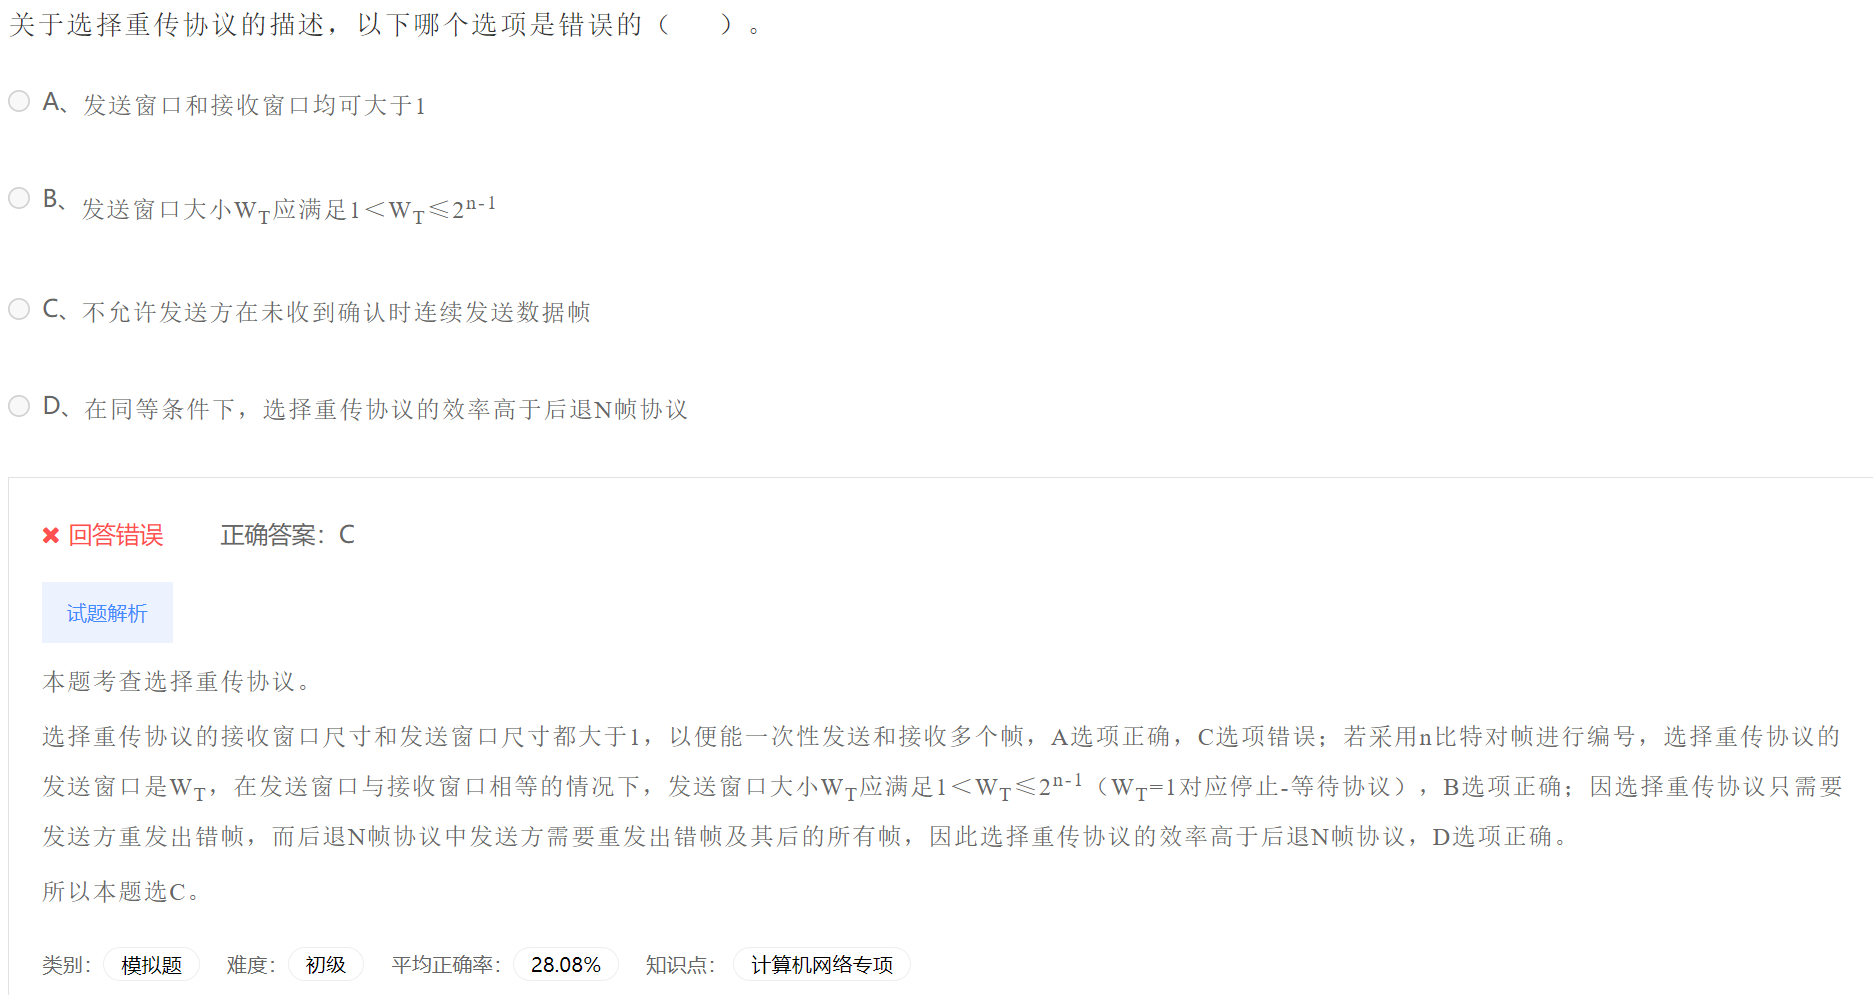 关于选择重传协议的描述，以下哪个选项是错误的（　　）。
A、发送窗口和接收窗口均可大于1
B、发送窗口大小W_T应满足1＜W_T≤2^{n-1}
C、不允许发送方在未收到确认时连续发送数据帧
D、在同等条件下，选择重传协议的效率高于后退N帧协议
✖ 回答错误　正确答案：C
试题解析
本题考查选择重传协议。
选择重传协议的接收窗口尺寸和发送窗口尺寸都大于1，以便能一次性发送和接收多个帧，A选项正确，C选项错误；若采用n比特对帧进行编号，选择重传协议的
发送窗口是W_T，在发送窗口与接收窗口相等的情况下，发送窗口大小W_T应满足1＜W_T≤2^{n-1}（W_T=1对应停止-等待协议），B选项正确；因选择重传协议只需要
发送方重发出错帧，而后退N帧协议中发送方需要重发出错帧及其后的所有帧，因此选择重传协议的效率高于后退N帧协议，D选项正确。
所以本题选C。
类别： 模拟题　难度： 初级　平均正确率： 28.08%　知识点： 计算机网络专项